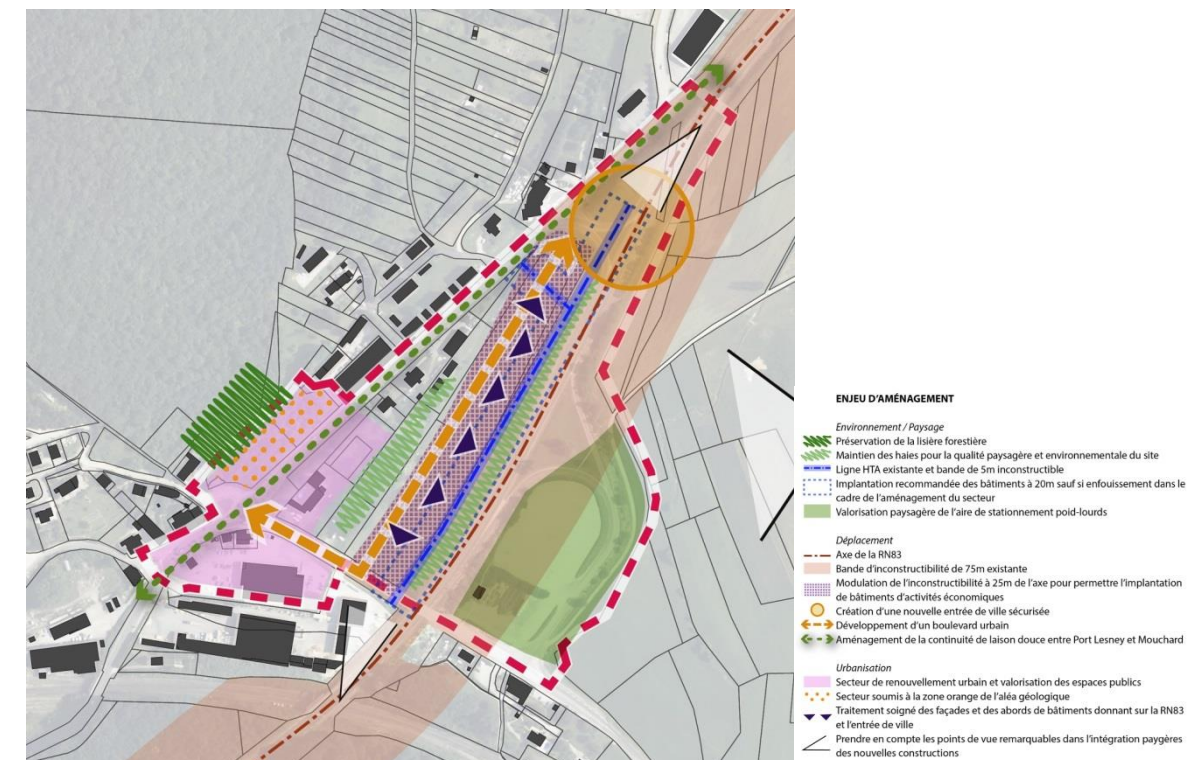 ENJEU D'AMÉNAGEMENT
Environnement / Paysage
Préservation de la lisière forestière
Maintien des haies pour la qualité paysagère et environnementale du site
Ligne HTA existante et bande de 5m inconstructible
Implantation recommandée des bâtiments à 20m sauf si enfouissement dans le
cadre de l'aménagement du secteur
Valorisation paysagère de l'aire de stationnement poid-lourds
Déplacement
Axe de la RN83
Bande d'inconstructibilité de 75m existante
Modulation de l'inconstructibilité à 25m de l'axe pour permettre l'implantation
de bâtiments d'activités économiques
Création d'une nouvelle entrée de ville sécurisée
Développement d'un boulevard urbain
Aménagement de la continuité de laison douce entre Port Lesney et Mouchard
Urbanisation
Secteur de renouvellement urbain et valorisation des espaces publics
Secteur soumis à la zone orange de l'aléa géologique
Traitement soigné des façades et des abords de bâtiments donnant sur la RN83
et l'entrée de ville
Prendre en compte les points de vue remarquables dans l'intégration paygères
des nouvelles constructions